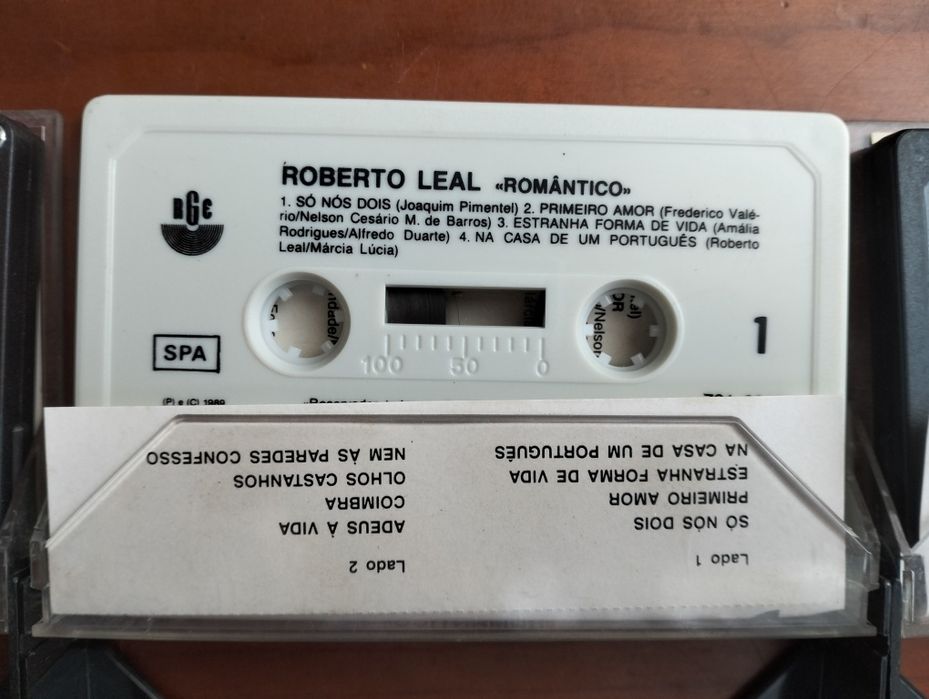 ROBERTO LEAL «ROMÂNTICO»
1. SÓ NÓS DOIS (Joaquim Pimentel) 2. PRIMEIRO AMOR (Frederico Valé-
rio/Nelson Cesário M. de Barros) 3. ESTRANHA FORMA DE VIDA (Amália
Rodrigues/Alfredo Duarte) 4. NA CASA DE UM PORTUGUÊS (Roberto
Leal/Márcia Lúcia)
RGE
1
SPA
100 50 0
/Nelson
(P) e (C) 1989
Lado 1
SÓ NÓS DOIS
PRIMEIRO AMOR
ESTRANHA FORMA DE VIDA
NA CASA DE UM PORTUGUÊS
Lado 2
ADEUS À VIDA
COIMBRA
OLHOS CASTANHOS
NEM ÀS PAREDES CONFESSO